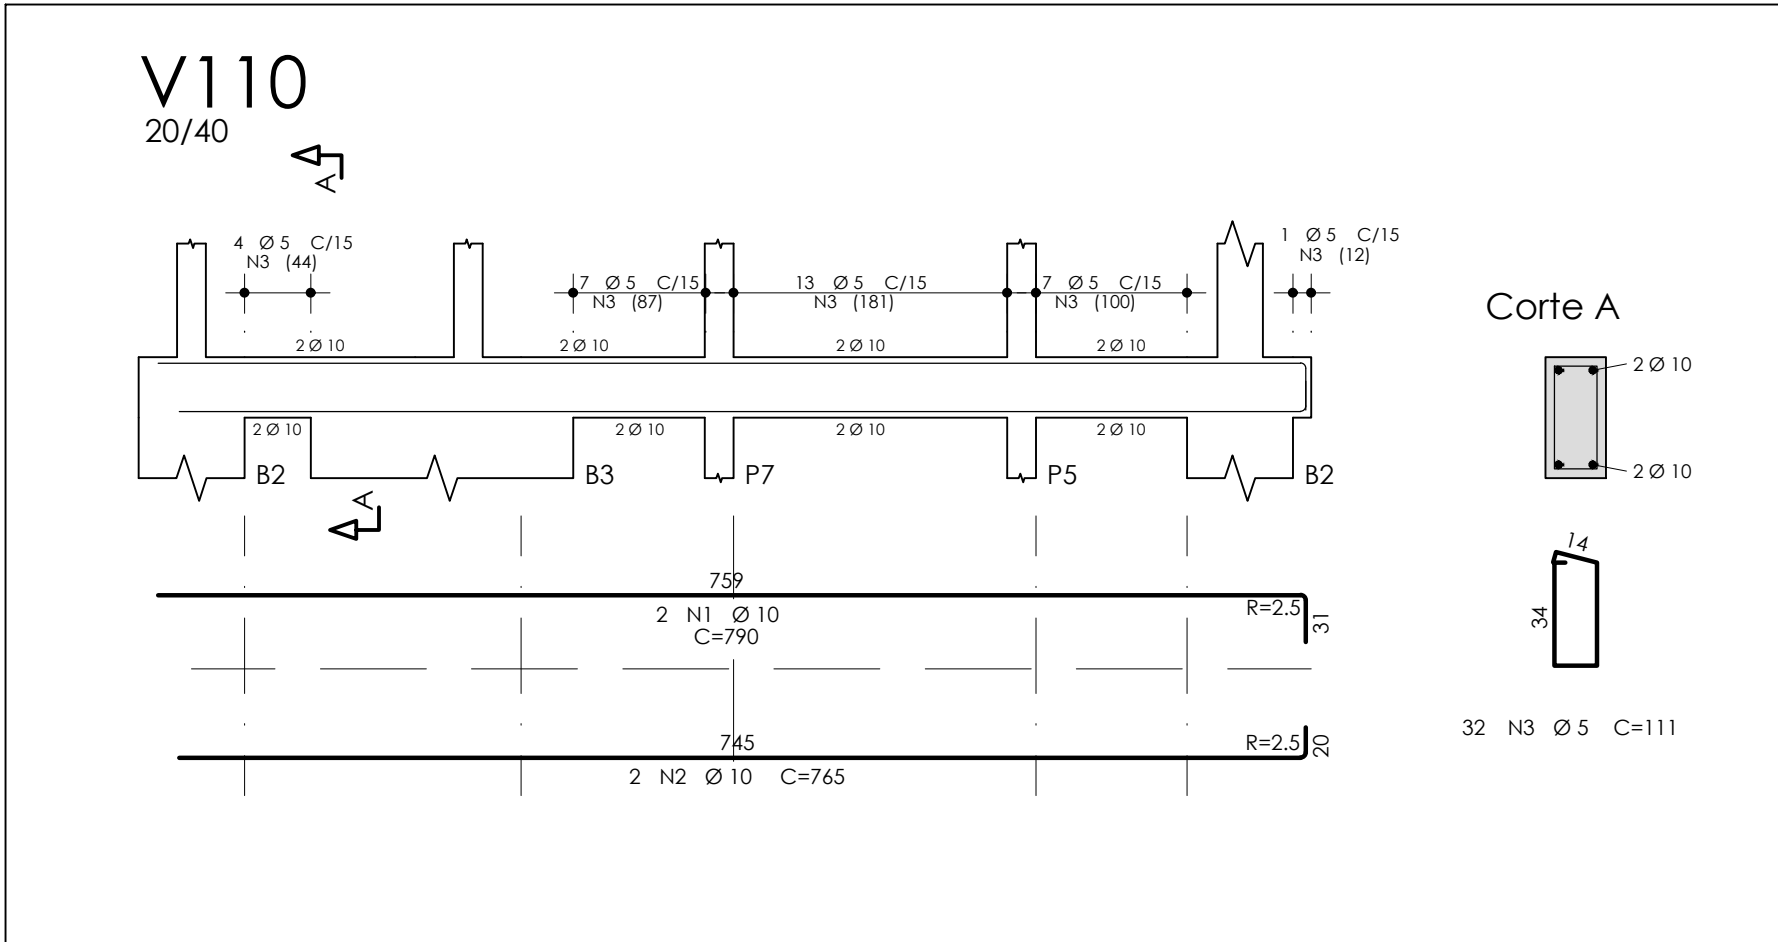 V110
20/40
A
4 Ø 5 C/15
N3 (44)
7 Ø 5 C/15
N3 (87)
13 Ø 5 C/15
N3 (181)
7 Ø 5 C/15
N3 (100)
1 Ø 5 C/15
N3 (12)
2 Ø 10
2 Ø 10
2 Ø 10
2 Ø 10
2 Ø 10
2 Ø 10
2 Ø 10
2 Ø 10
B2
B3
P7
P5
B2
A
759
2 N1 Ø 10
C=790
R=2.5
31
745
2 N2 Ø 10 C=765
R=2.5
20
Corte A
2 Ø 10
2 Ø 10
14
34
32 N3 Ø 5 C=111